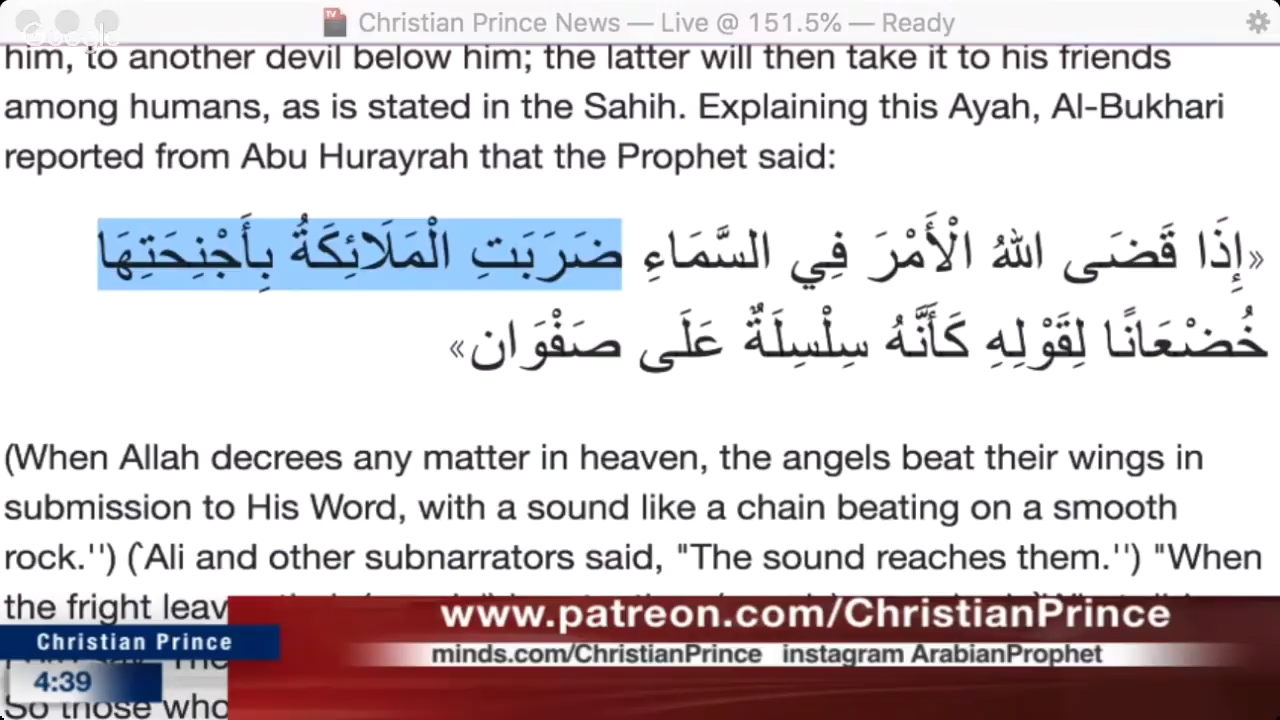 Christian Prince News — Live @ 151.5% — Ready
Google
him, to another devil below him; the latter will then take it to his friends
among humans, as is stated in the Sahih. Explaining this Ayah, Al-Bukhari
reported from Abu Hurayrah that the Prophet said:
«إِذَا قَضَى اللهُ الْأَمْرَ فِي السَّمَاءِ ضَرَبَتِ الْمَلَائِكَةُ بِأَجْنِحَتِهَا
خُضْعَانًا لِقَوْلِهِ كَأَنَّهُ سِلْسِلَةٌ عَلَى صَفْوَان»
(When Allah decrees any matter in heaven, the angels beat their wings in
submission to His Word, with a sound like a chain beating on a smooth
rock.'') (`Ali and other subnarrators said, "The sound reaches them.'') "When
the fright leav
www.patreon.com/ChristianPrince
Christian Prince
minds.com/ChristianPrince instagram ArabianProphet
4:39
So those who